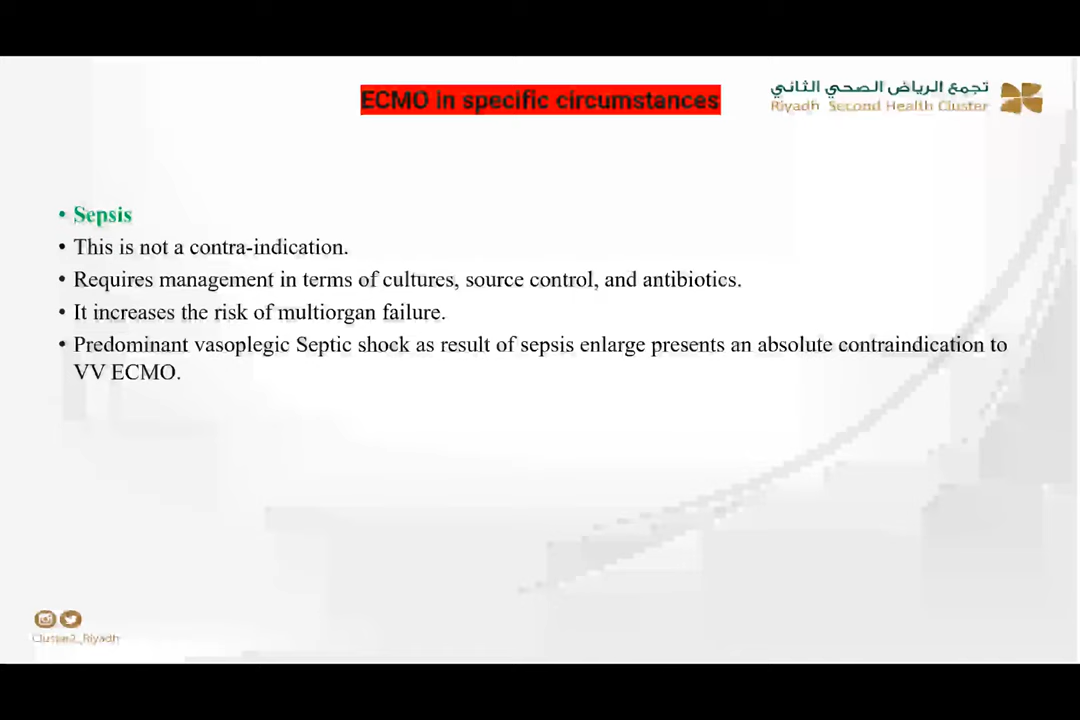 ECMO in specific circumstances
تجمع الرياض الصحي الثاني
Riyadh Second Health Cluster
• Sepsis
• This is not a contra-indication.
• Requires management in terms of cultures, source control, and antibiotics.
• It increases the risk of multiorgan failure.
• Predominant vasoplegic Septic shock as result of sepsis enlarge presents an absolute contraindication to
VV ECMO.
Cluster2_Riyadh